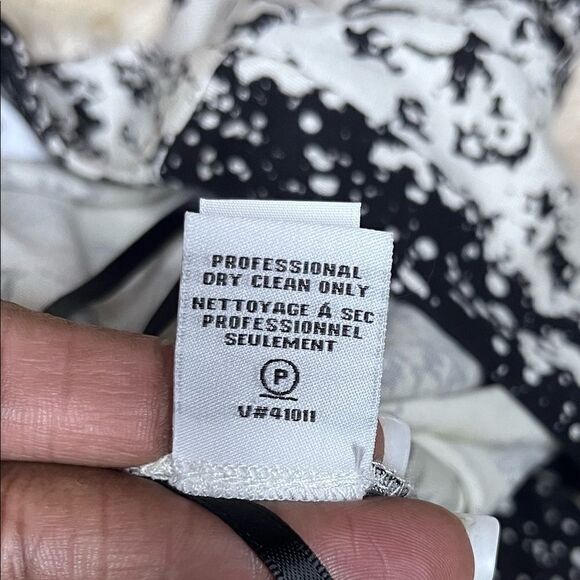 PROFESSIONAL
DRY CLEAN ONLY
NETTOYAGE À SEC
PROFESSIONNEL
SEULEMENT
P
V#41011